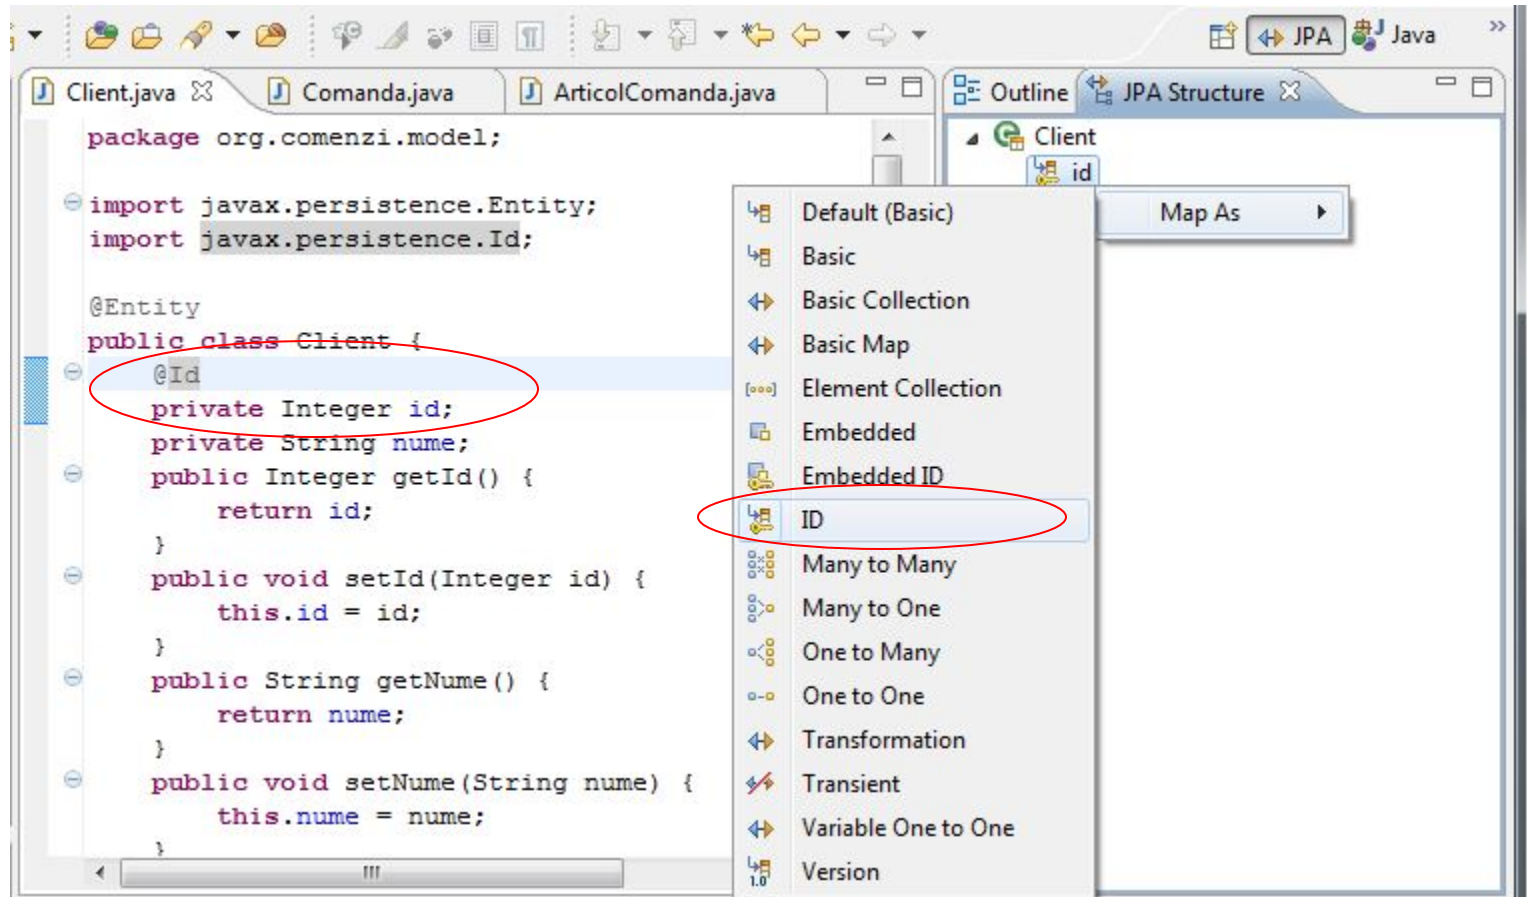 JPA
Java
Client.java
Comanda.java
ArticolComanda.java
Outline
JPA Structure
package org.comenzi.model;
import javax.persistence.Entity;
import javax.persistence.Id;
@Entity
public class Client {
@Id
private Integer id;
private String nume;
public Integer getId() {
return id;
}
public void setId(Integer id) {
this.id = id;
}
public String getNume() {
return nume;
}
public void setNume(String nume) {
this.nume = nume;
}
Client
id
Map As
Default (Basic)
Basic
Basic Collection
Basic Map
Element Collection
Embedded
Embedded ID
ID
Many to Many
Many to One
One to Many
One to One
Transformation
Transient
Variable One to One
1.0
Version